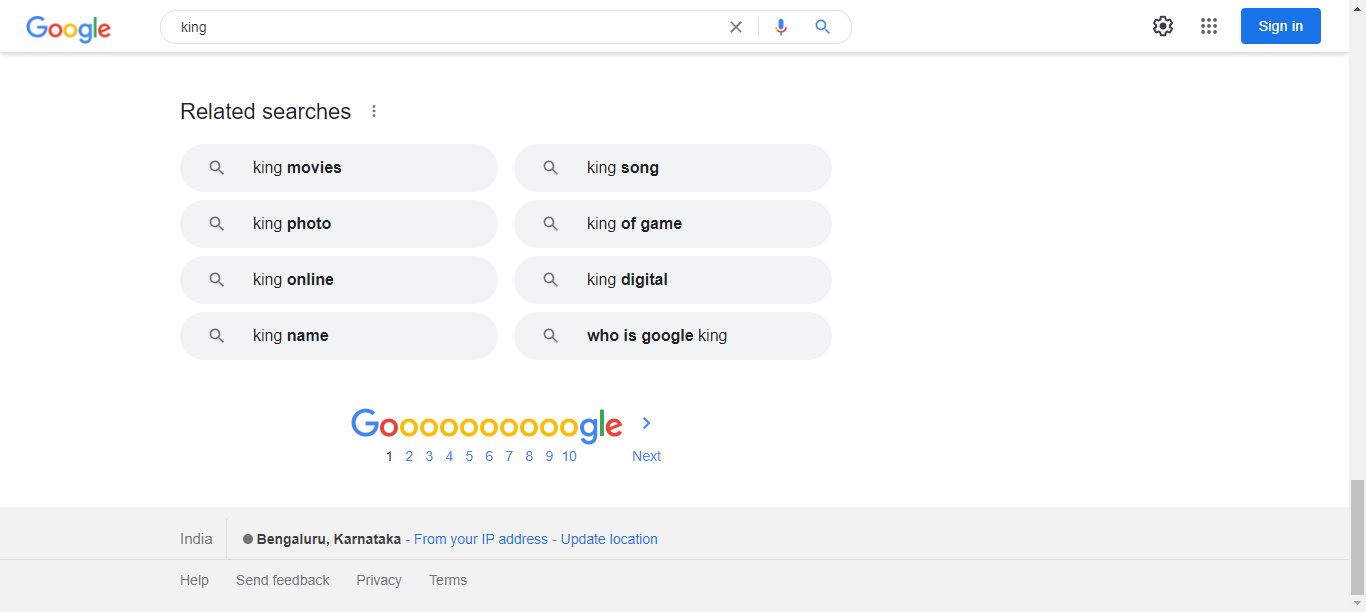 Google king Sign in
Related searches
king movies king song
king photo king of game
king online king digital
king name who is google king
Goooooooooogle
1 2 3 4 5 6 7 8 9 10 Next
India Bengaluru, Karnataka - From your IP address - Update location
Help Send feedback Privacy Terms